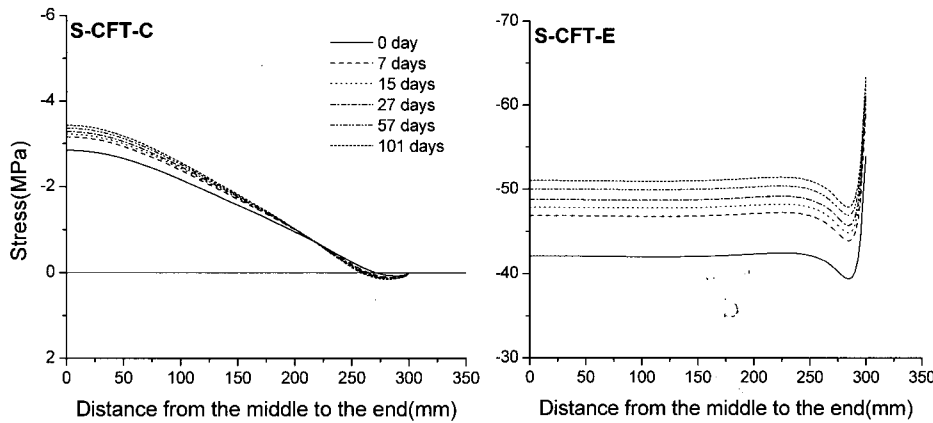 S-CFT-C
0 day
7 days
15 days
27 days
57 days
101 days
-6
-4
-2
0
2
Stress(MPa)
0 50 100 150 200 250 300 350
Distance from the middle to the end(mm)
S-CFT-E
-70
-60
-50
-40
-30
0 50 100 150 200 250 300 350
Distance from the middle to the end(mm)